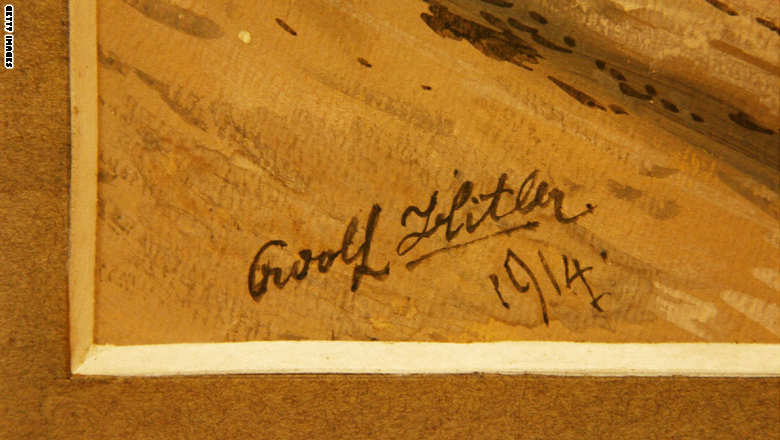 GETTY IMAGES
Adolf Hitler.
1914.